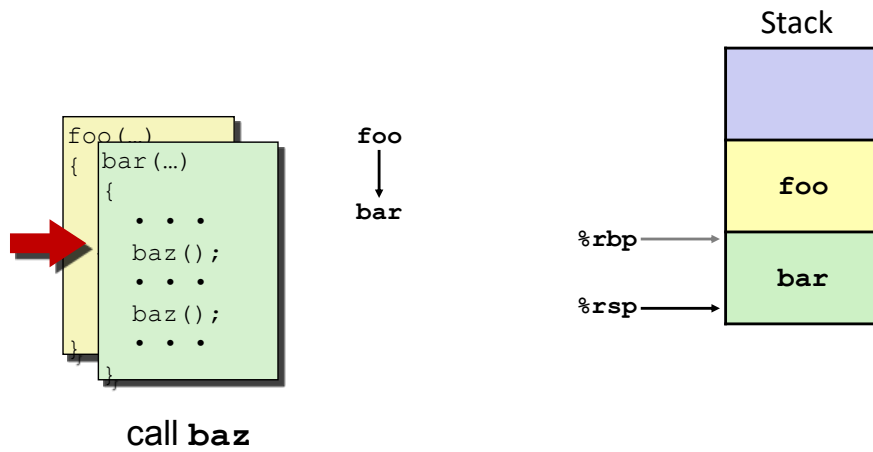 Stack
foo(…)
{
}
bar(…)
{
• • •
baz();
• • •
baz();
• • •
}
foo
bar
foo
bar
%rbp
%rsp
call baz